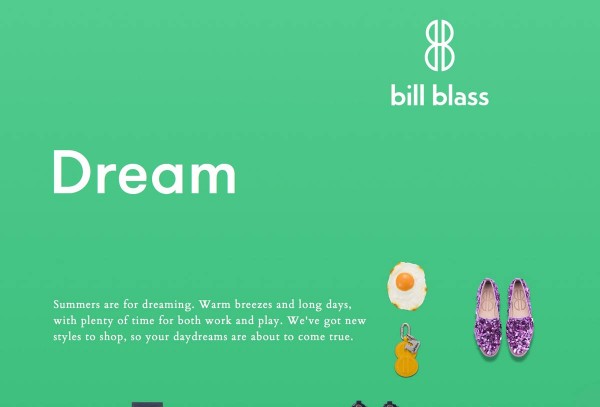 bill blass
Dream
Summers are for dreaming. Warm breezes and long days,
with plenty of time for both work and play. We've got new
styles to shop, so your daydreams are about to come true.